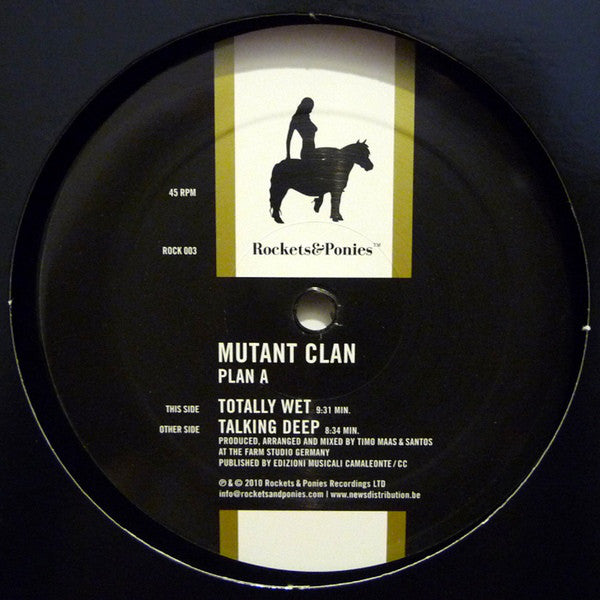 45 RPM
ROCK 003
Rockets&Ponies™
MUTANT CLAN
PLAN A
THIS SIDE TOTALLY WET 9:31 MIN.
OTHER SIDE TALKING DEEP 8:34 MIN.
PRODUCED, ARRANGED AND MIXED BY TIMO MAAS & SANTOS
AT THE FARM STUDIO GERMANY
PUBLISHED BY EDIZIONI MUSICALI CAMALEONTE/CC
℗ & © 2010 Rockets & Ponies Recordings LTD
info@rocketsandponies.com | www.newsdistribution.be